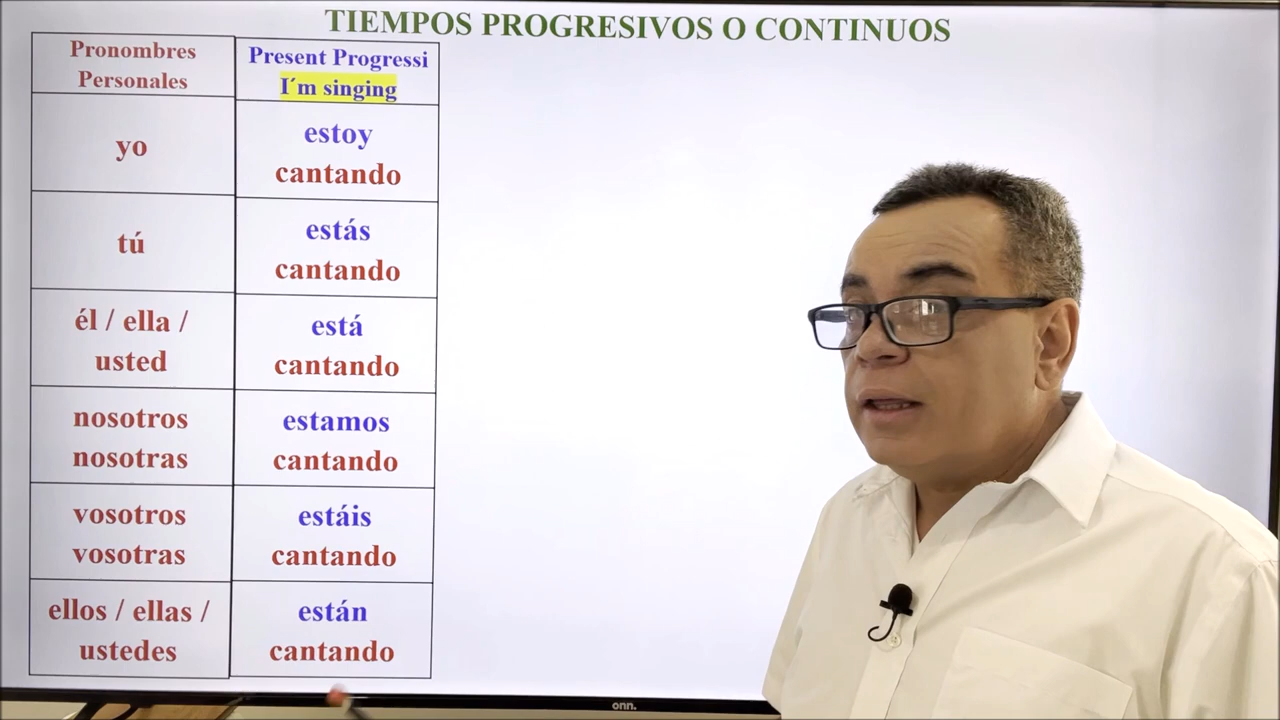 TIEMPOS PROGRESIVOS O CONTINUOS
Pronombres
Personales
Present Progressi
I´m singing
yo
estoy
cantando
tú
estás
cantando
él / ella /
usted
está
cantando
nosotros
nosotras
estamos
cantando
vosotros
vosotras
estáis
cantando
ellos / ellas /
ustedes
están
cantando
onn.